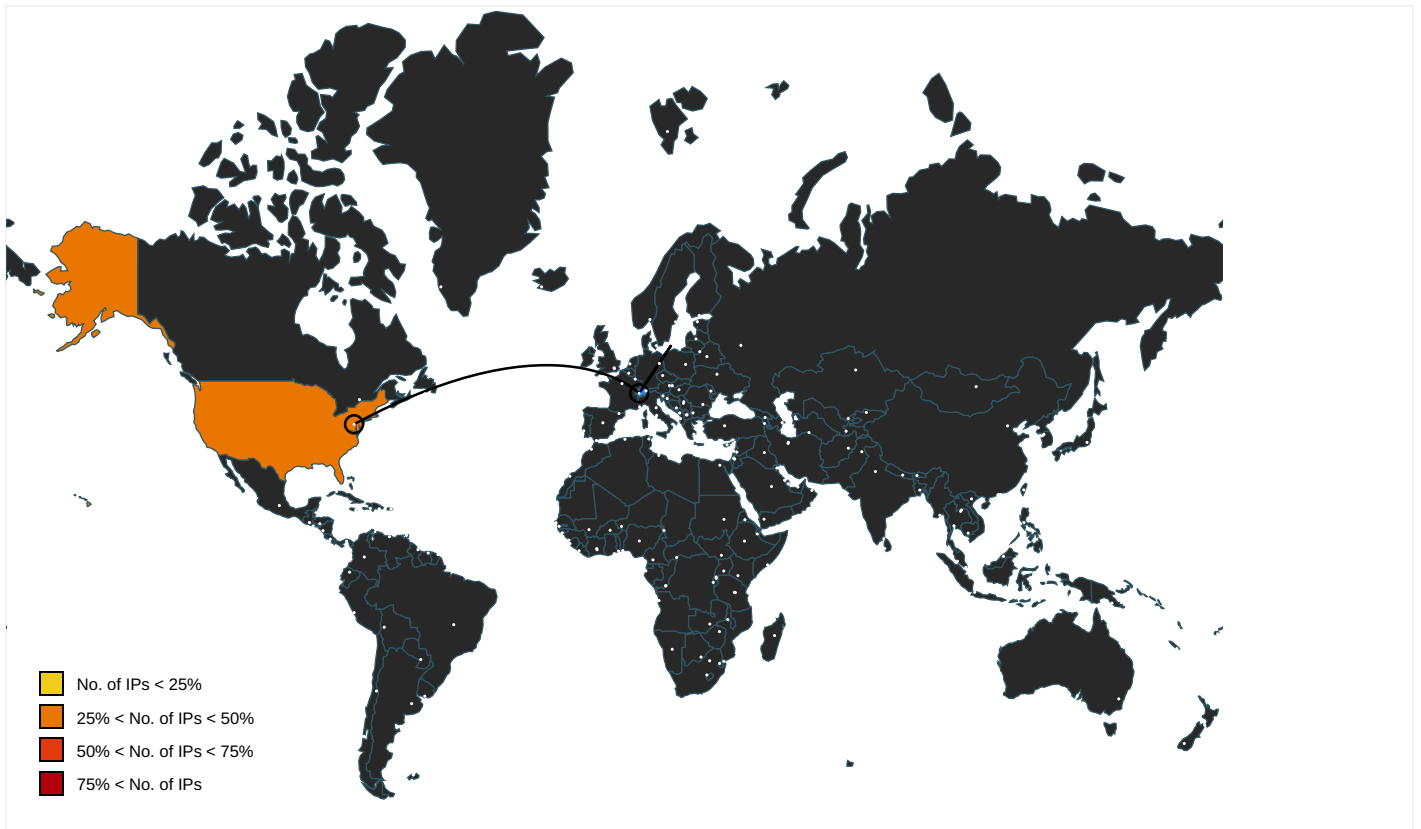 No. of IPs < 25%
25% < No. of IPs < 50%
50% < No. of IPs < 75%
75% < No. of IPs